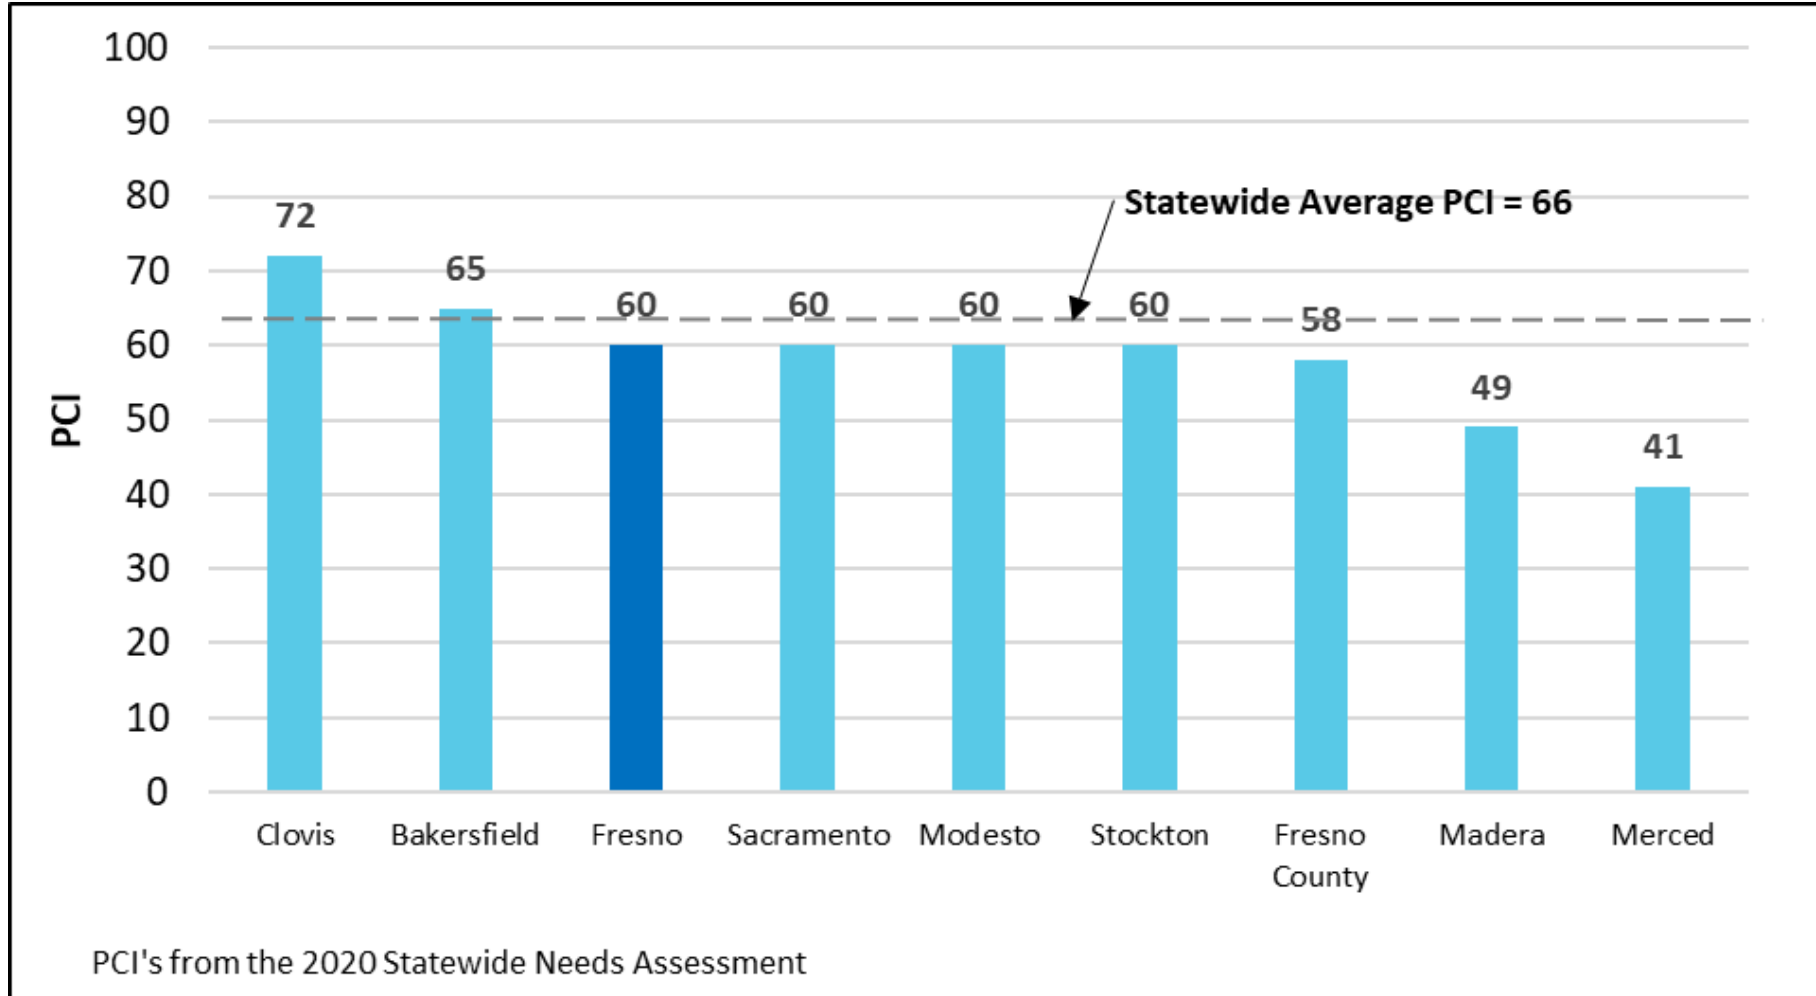 100
90
80
70
60
50
40
30
20
10
0
PCI
72
65
60
60
60
60
58
49
41
Statewide Average PCI = 66
Clovis
Bakersfield
Fresno
Sacramento
Modesto
Stockton
Fresno
County
Madera
Merced
PCI's from the 2020 Statewide Needs Assessment